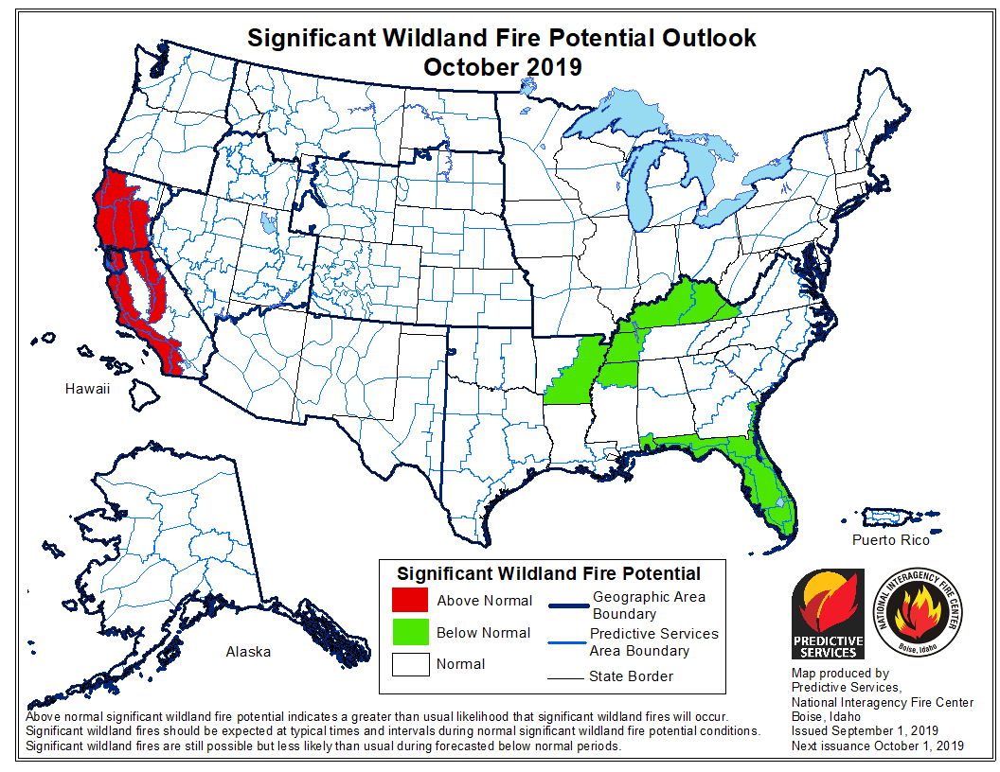 Significant Wildland Fire Potential Outlook
October 2019
Hawaii
Alaska
Puerto Rico
Significant Wildland Fire Potential
Above Normal
Below Normal
Normal
Geographic Area
Boundary
Predictive Services
Area Boundary
State Border
PREDICTIVE
SERVICES
NATIONAL INTERAGENCY FIRE CENTER
Boise, Idaho
Map produced by
Predictive Services,
National Interagency Fire Center
Boise, Idaho
Issued September 1, 2019
Next issuance October 1, 2019
Above normal significant wildland fire potential indicates a greater than usual likelihood that significant wildland fires will occur.
Significant wildland fires should be expected at typical times and intervals during normal significant wildland fire potential conditions.
Significant wildland fires are still possible but less likely than usual during forecasted below normal periods.